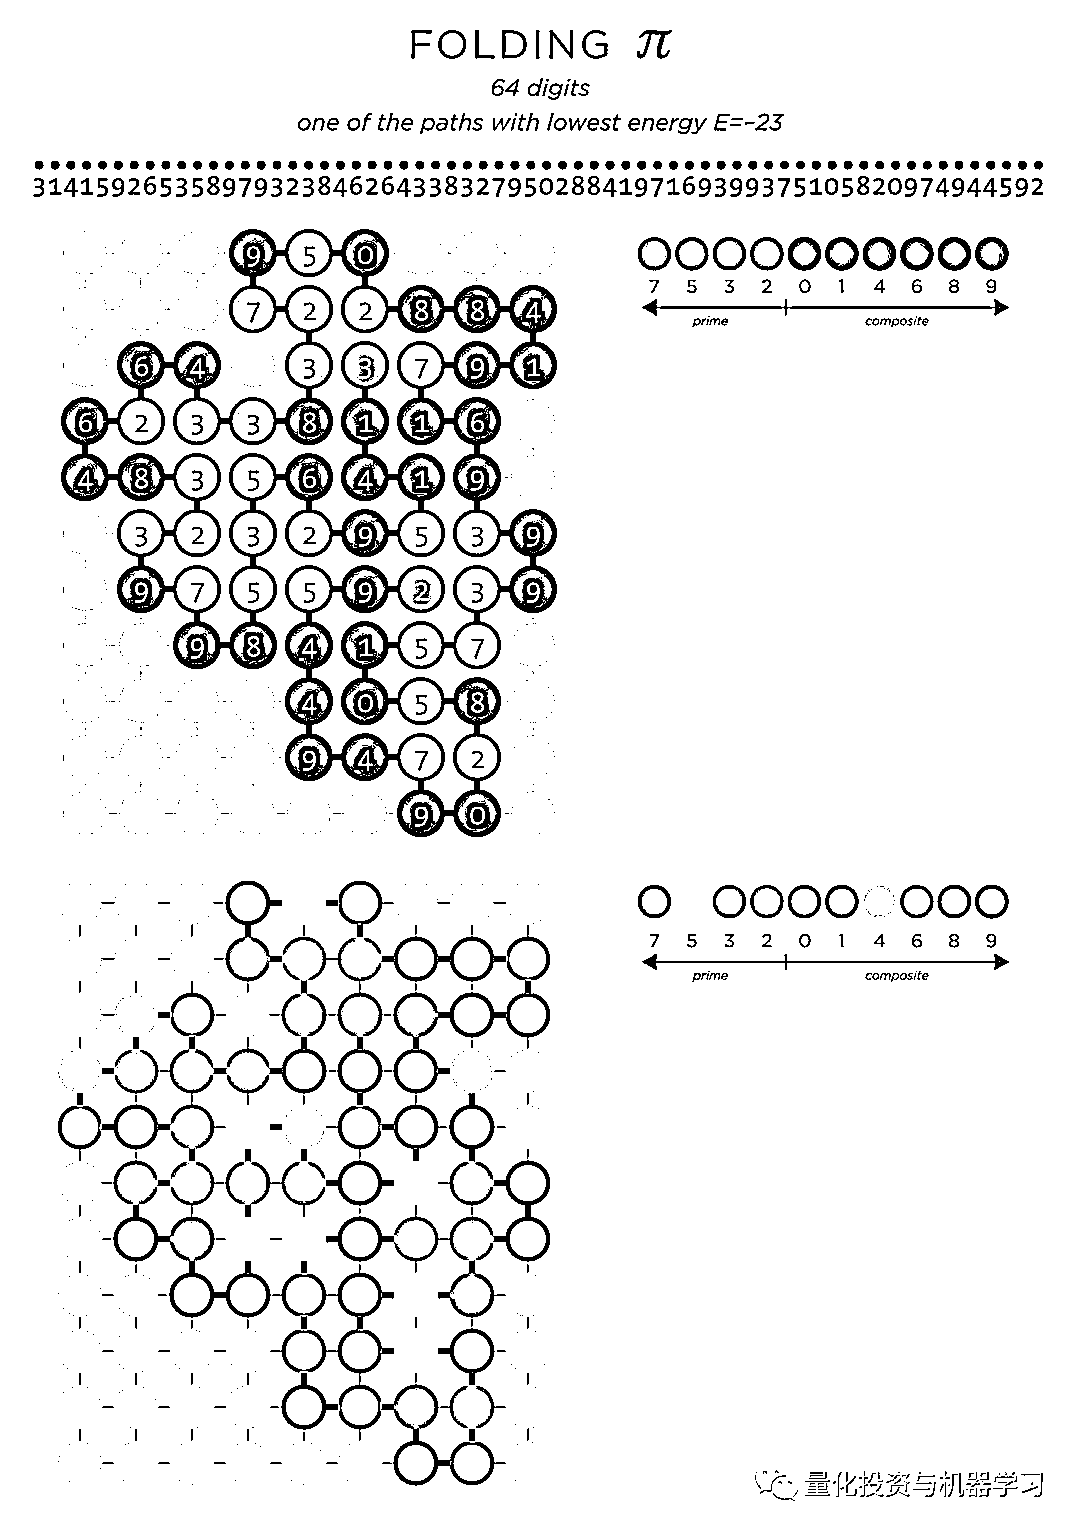 FOLDING π
64 digits
one of the paths with lowest energy E=-23
3141592653589793238462643383279502884197169399375105820974944592
9 5 0
7 2 2 8 8 4
6 4 3 3 7 9 1
6 2 3 3 8 1 1 6
4 8 3 5 6 4 1 9
3 2 3 2 9 5 3 9
9 7 5 5 9 2 3 9
9 8 4 1 5 7
4 0 5 8
9 4 7 2
9 0
7 5 3 2 0 1 4 6 8 9
prime composite
7 5 3 2 0 1 4 6 8 9
prime composite
量化投资与机器学习